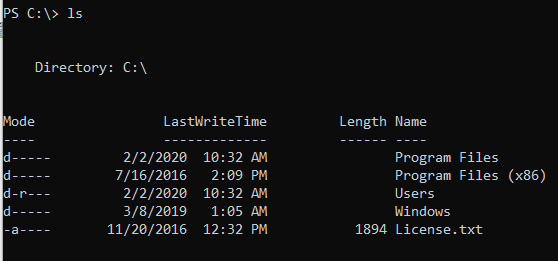 PS C:\> ls
Directory: C:\
Mode                LastWriteTime         Length Name
----                -------------         ------ ----
d-----         2/2/2020  10:32 AM                Program Files
d-----        7/16/2016   2:09 PM                Program Files (x86)
d-r---         2/2/2020  10:32 AM                Users
d-----         3/8/2019   1:05 AM                Windows
-a----       11/20/2016  12:32 PM           1894 License.txt